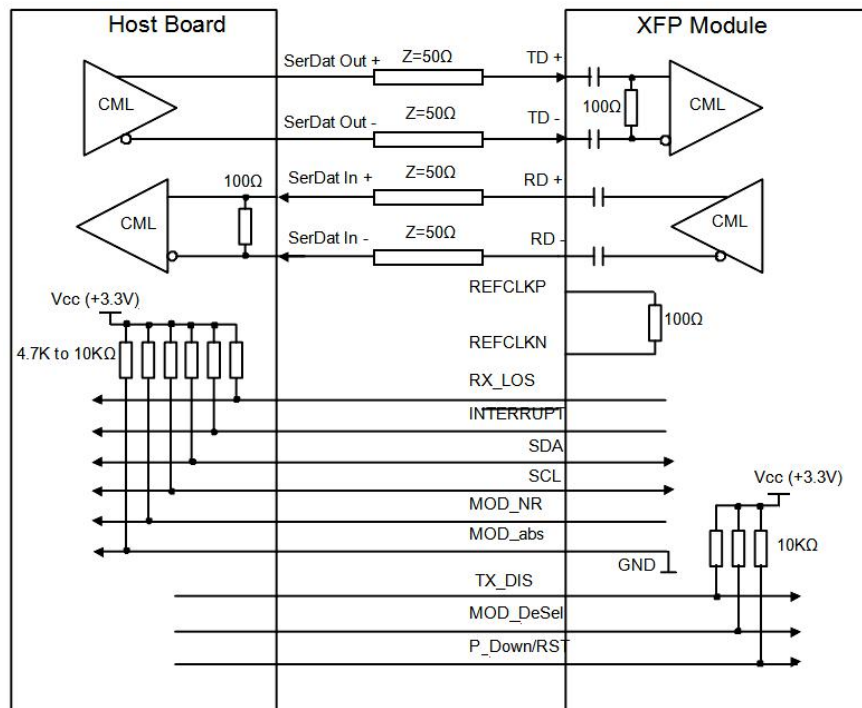 Host Board
XFP Module
SerDat Out +
Z=50Ω
TD +
CML
100Ω
CML
SerDat Out -
Z=50Ω
TD -
SerDat In +
Z=50Ω
RD +
100Ω
CML
CML
SerDat In -
Z=50Ω
RD -
REFCLKP
Vcc (+3.3V)
100Ω
4.7K to 10KΩ
REFCLKN
RX_LOS
INTERRUPT
SDA
SCL
Vcc (+3.3V)
MOD_NR
MOD_abs
10KΩ
GND
TX_DIS
MOD_DeSel
P_Down/RST